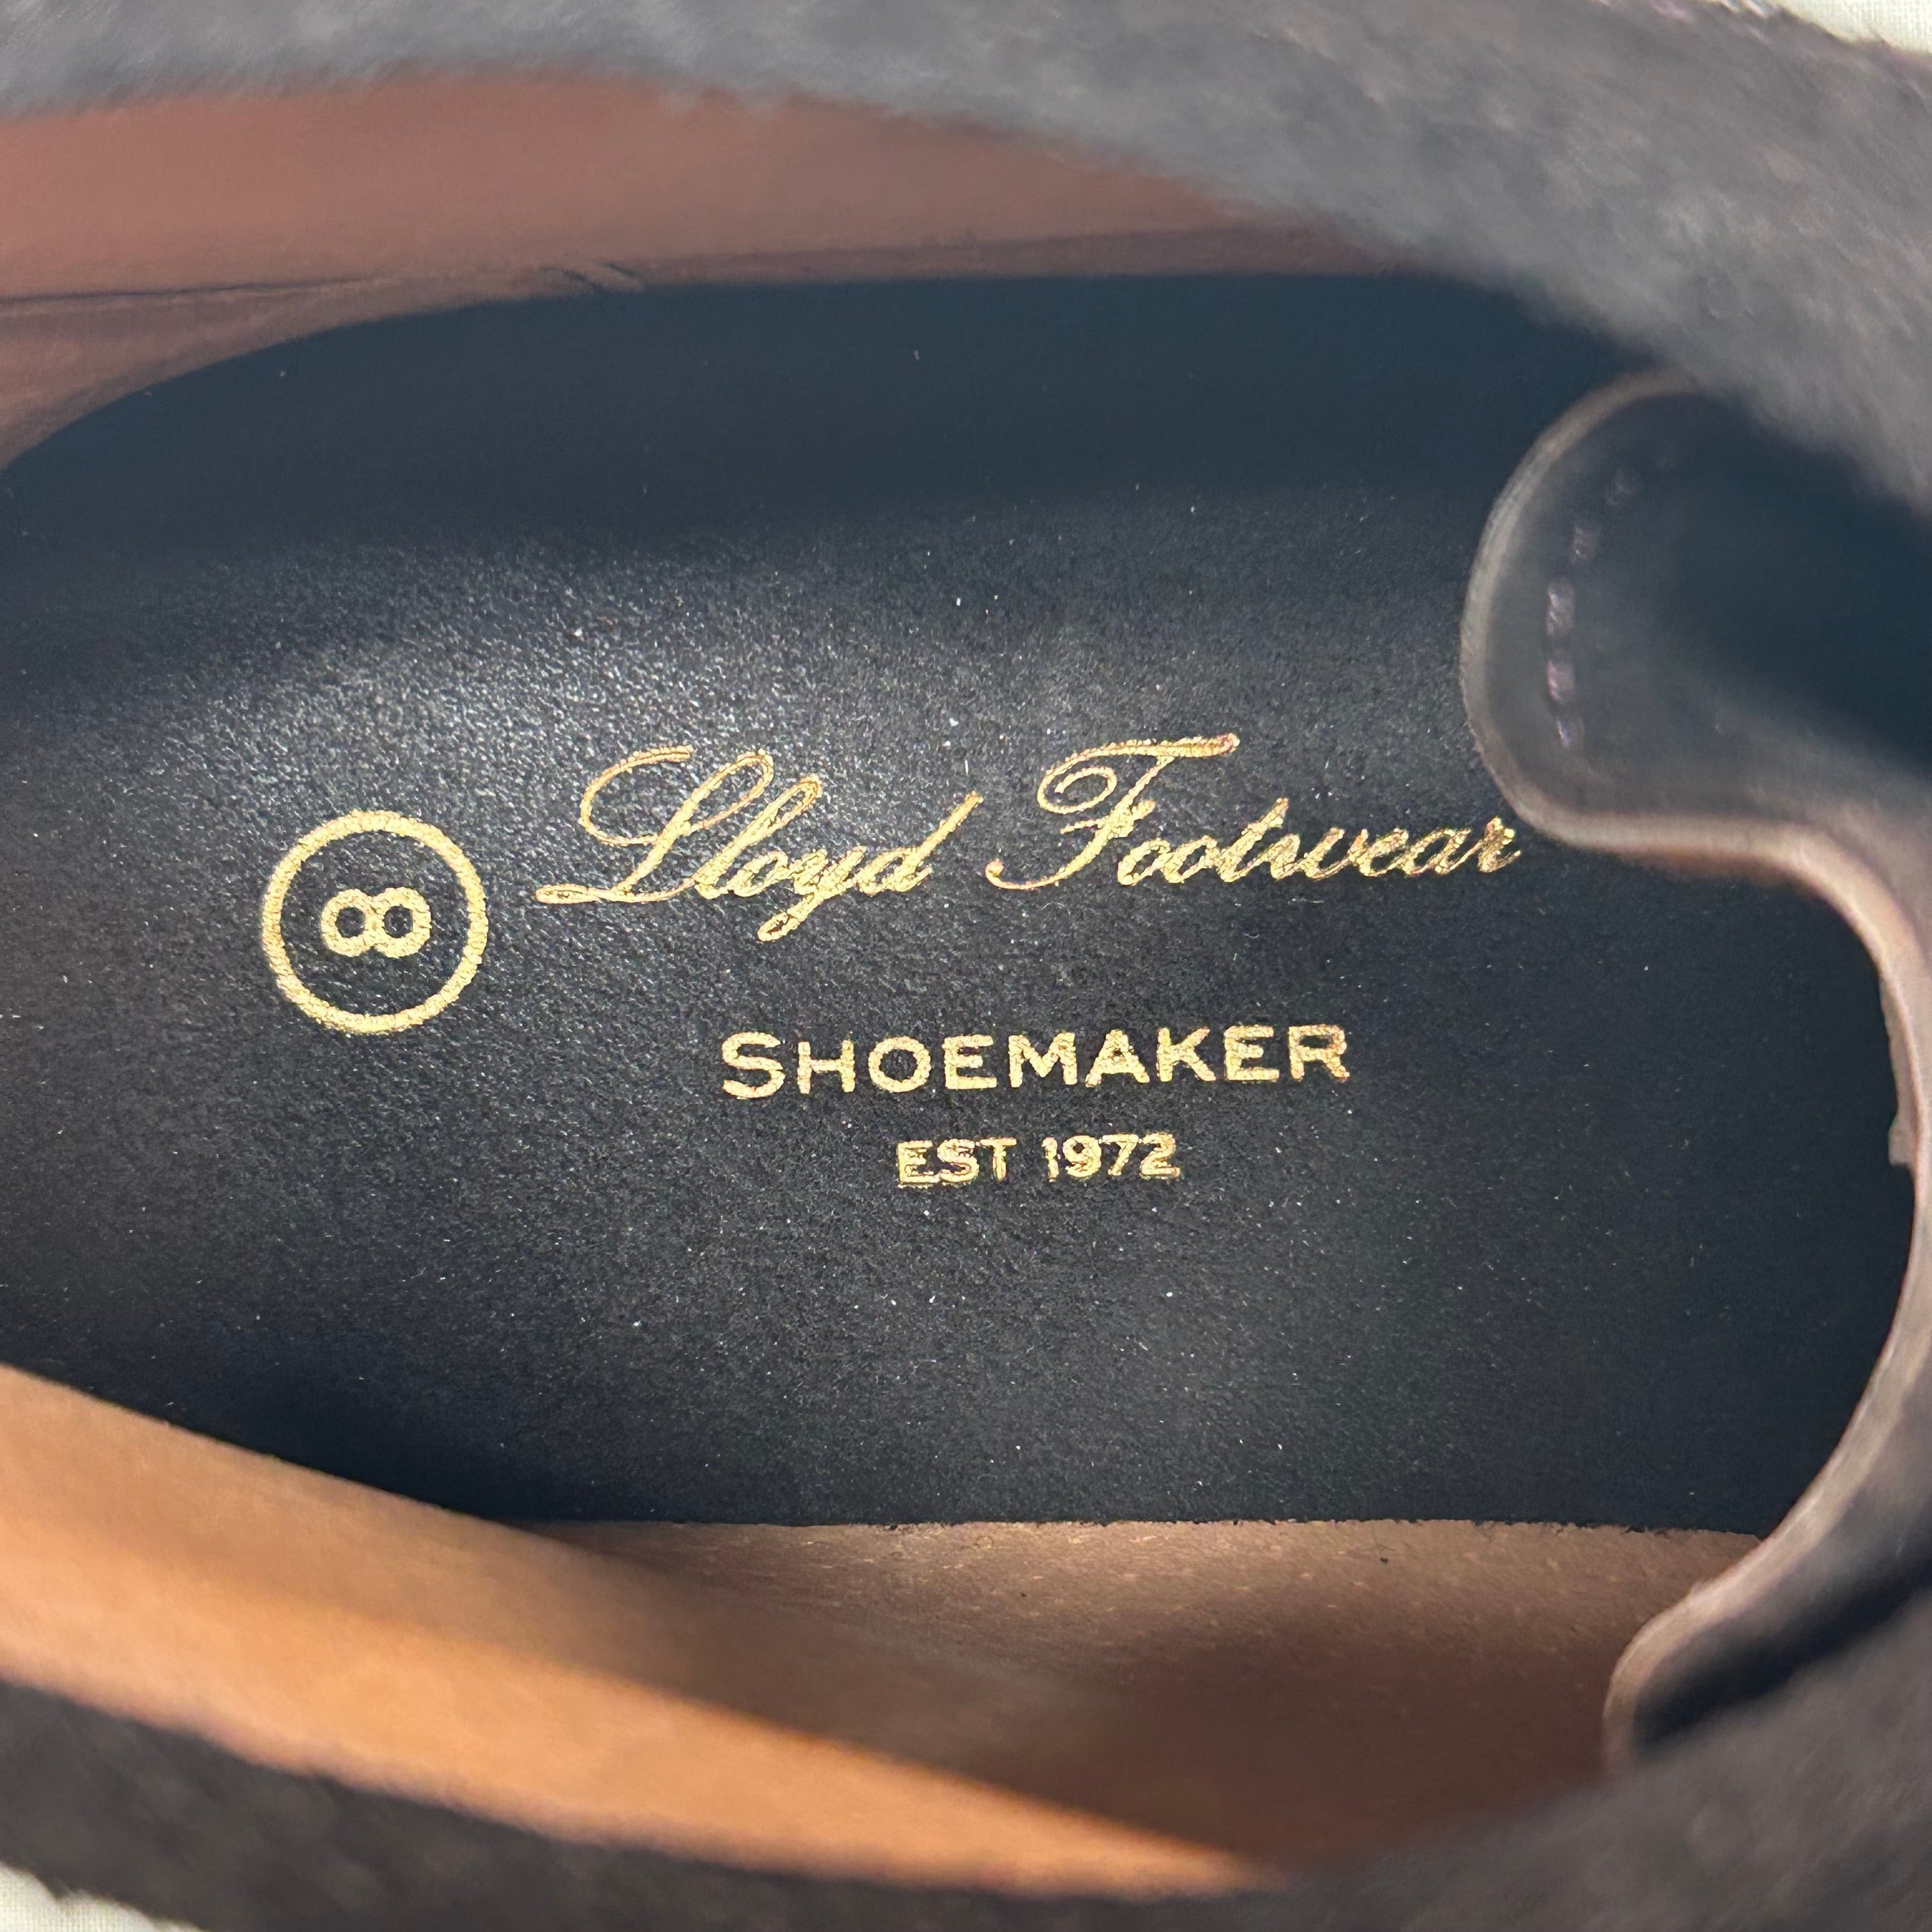 8
Lloyd Footwear
SHOEMAKER
EST 1972